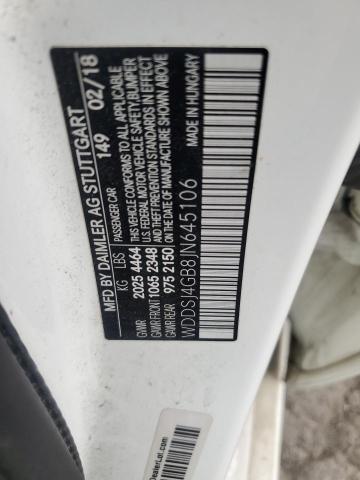 MFD BY DAIMLER AG STUTTGART
149 02/18
PASSENGER CAR
THIS VEHICLE CONFORMS TO ALL APPLICABLE
U.S. FEDERAL MOTOR VEHICLE SAFETY, BUMPER
AND THEFT PREVENTION STANDARDS IN EFFECT
ON THE DATE OF MANUFACTURE SHOWN ABOVE
KG LBS
GVWR 2025 4464
GAWR FRONT 1065 2348
GAWR REAR 975 2150
WDDSJ4GB8JN645106
MADE IN HUNGARY
DealerLot.com